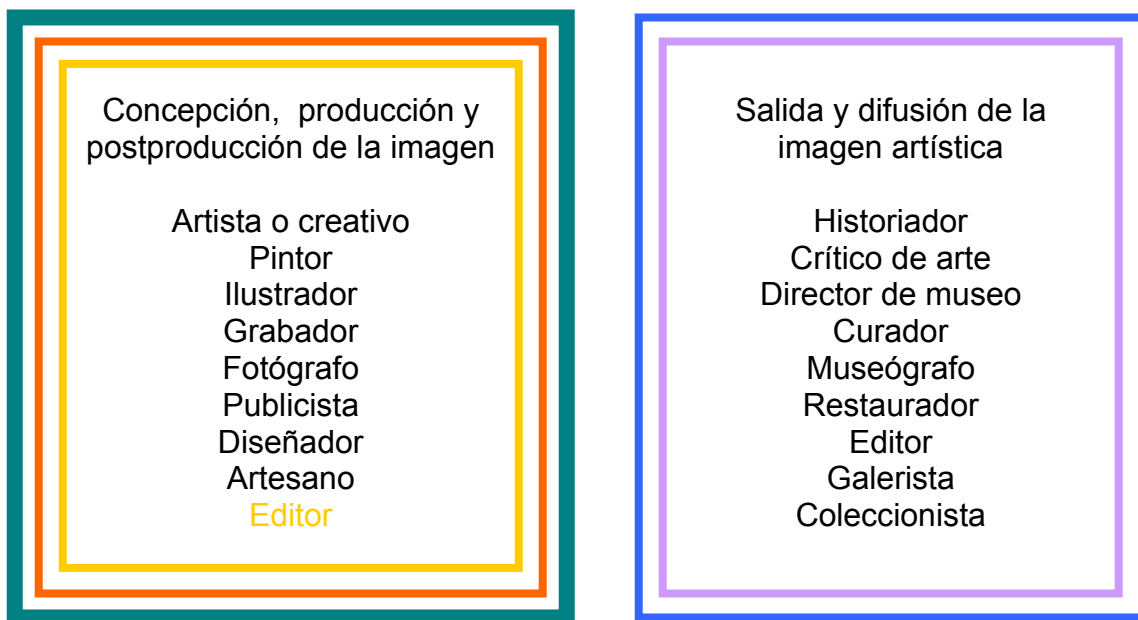 Concepción, producción y
postproducción de la imagen
Artista o creativo
Pintor
Ilustrador
Grabador
Fotógrafo
Publicista
Diseñador
Artesano
Editor
Salida y difusión de la
imagen artística
Historiador
Crítico de arte
Director de museo
Curador
Museógrafo
Restaurador
Editor
Galerista
Coleccionista